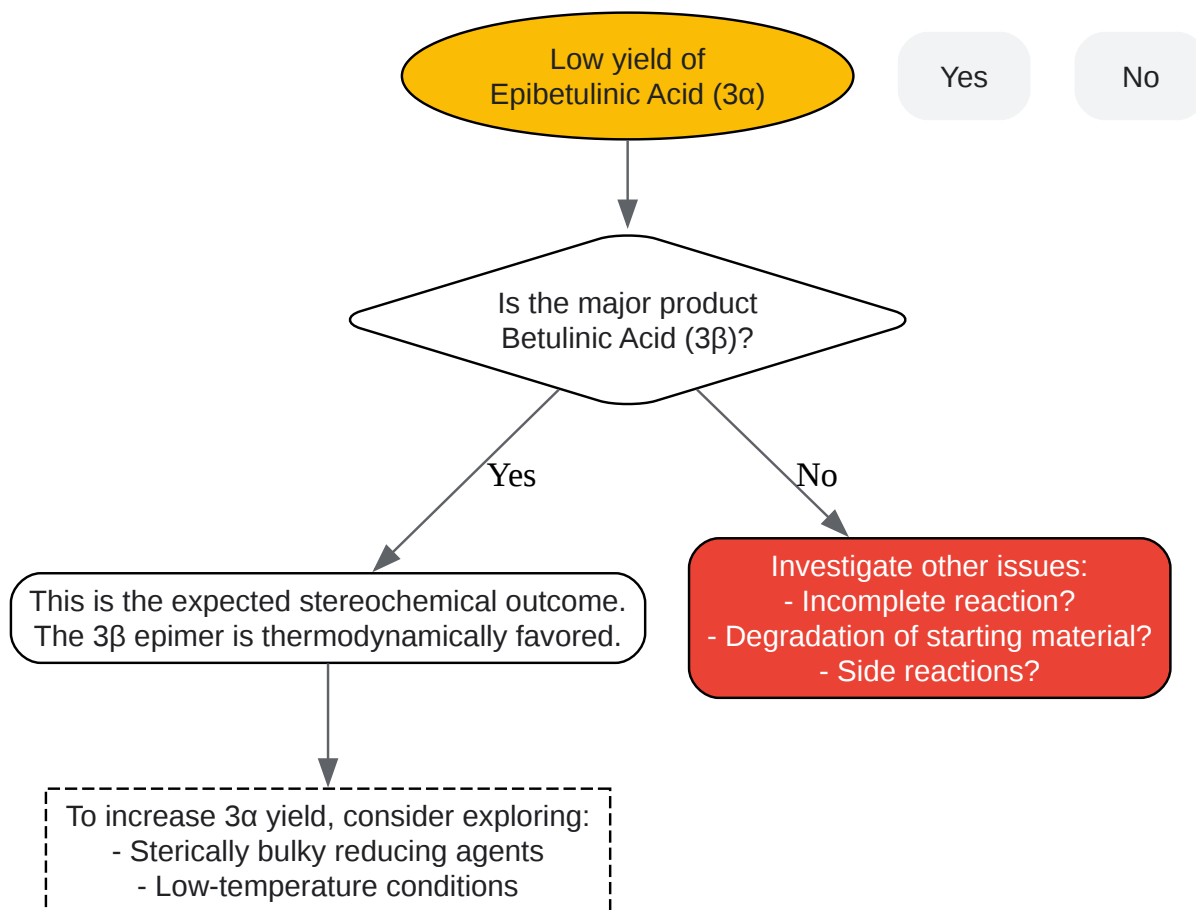 Low yield of
Epibetulinic Acid (3α)
Yes
No
Is the major product
Betulinic Acid (3β)?
Yes
No
This is the expected stereochemical outcome.
The 3β epimer is thermodynamically favored.
Investigate other issues:
- Incomplete reaction?
- Degradation of starting material?
- Side reactions?
To increase 3α yield, consider exploring:
- Sterically bulky reducing agents
- Low-temperature conditions